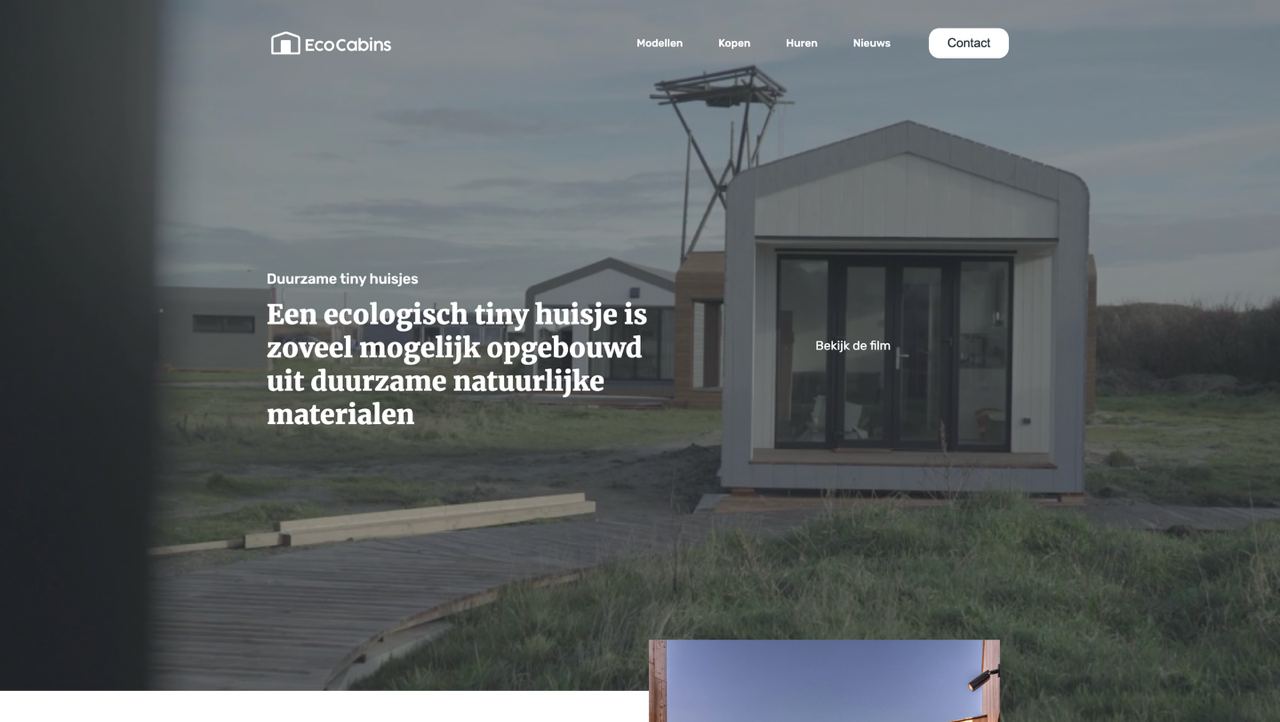 EcoCabins
Modellen
Kopen
Huren
Nieuws
Contact
Duurzame tiny huisjes
Een ecologisch tiny huisje is
zoveel mogelijk opgebouwd
uit duurzame natuurlijke
materialen
Bekijk de film